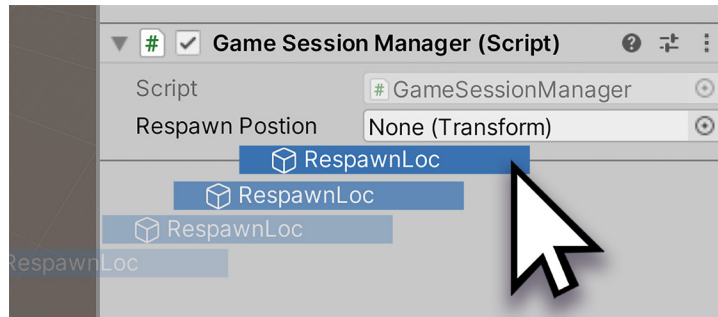 Game Session Manager (Script)
Script
GameSessionManager
Respawn Postion
None (Transform)
RespawnLoc
RespawnLoc
RespawnLoc
RespawnLoc